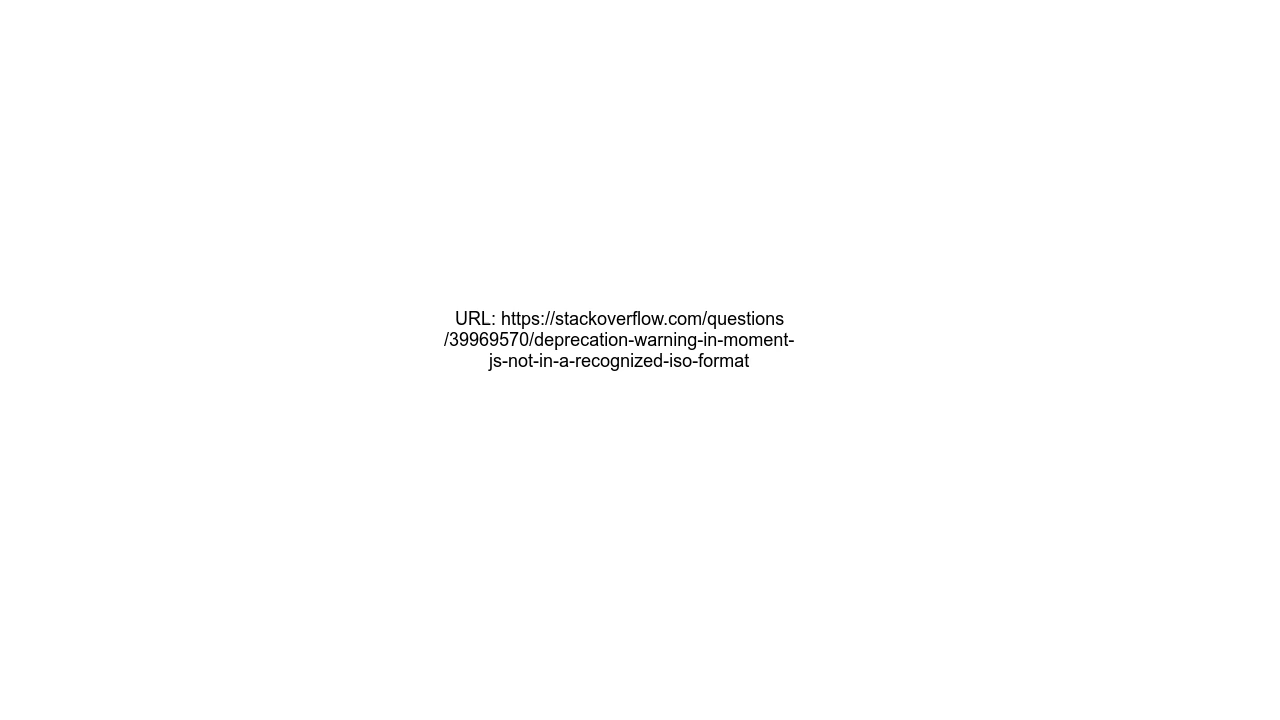 URL: https://stackoverflow.com/questions
/39969570/deprecation-warning-in-moment-
js-not-in-a-recognized-iso-format